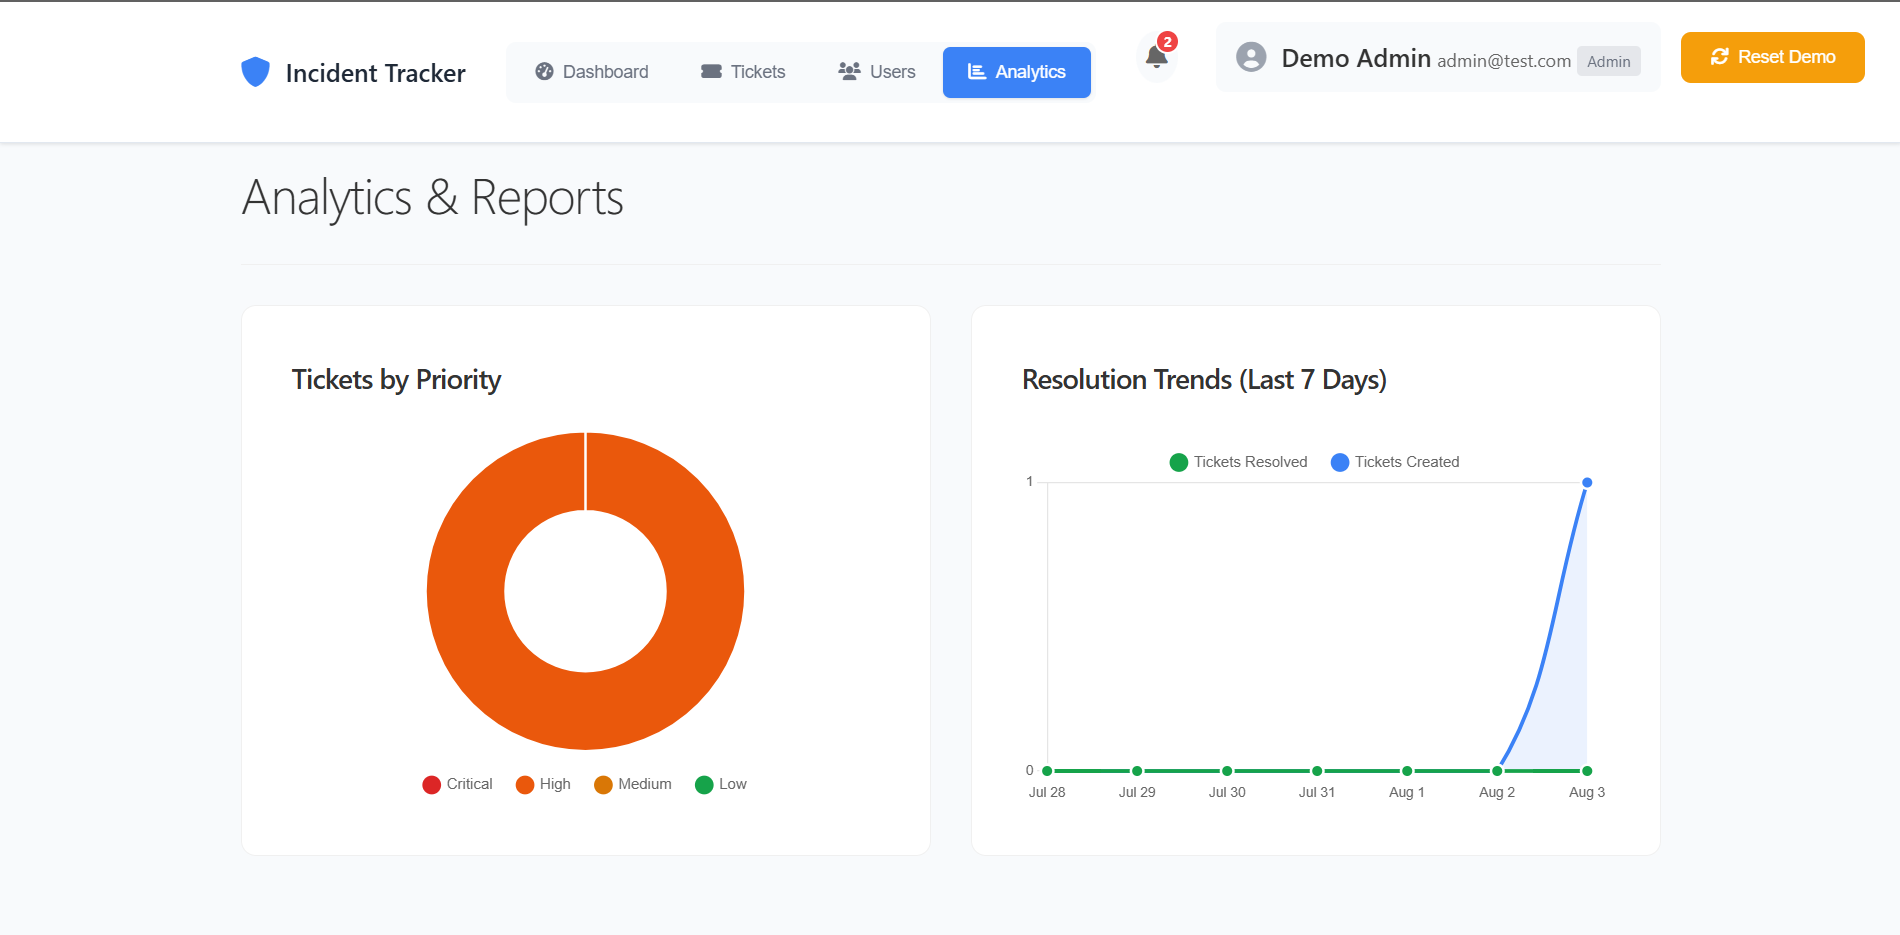 Incident Tracker
Dashboard
Tickets
Users
Analytics
2
Demo Admin admin@test.com Admin
Reset Demo
Analytics & Reports
Tickets by Priority
Critical High Medium Low
Resolution Trends (Last 7 Days)
Tickets Resolved Tickets Created
1
0
Jul 28 Jul 29 Jul 30 Jul 31 Aug 1 Aug 2 Aug 3